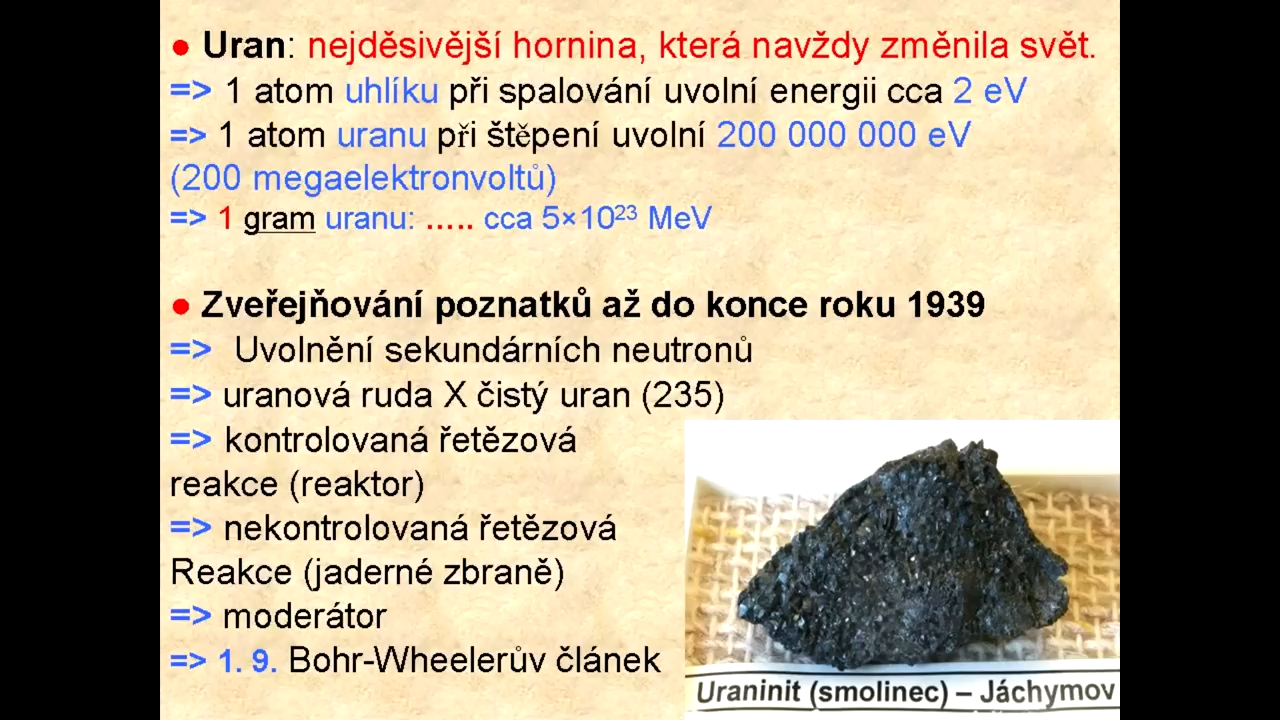 ● Uran: nejděsivější hornina, která navždy změnila svět.
=> 1 atom uhlíku při spalování uvolní energii cca 2 eV
=> 1 atom uranu při štěpení uvolní 200 000 000 eV
(200 megaelektronvoltů)
=> 1 gram uranu: ..... cca 5×10²³ MeV
● Zveřejňování poznatků až do konce roku 1939
=> Uvolnění sekundárních neutronů
=> uranová ruda X čistý uran (235)
=> kontrolovaná řetězová
reakce (reaktor)
=> nekontrolovaná řetězová
Reakce (jaderné zbraně)
=> moderátor
=> 1. 9. Bohr-Wheelerův článek
Uraninit (smolinec) – Jáchymov